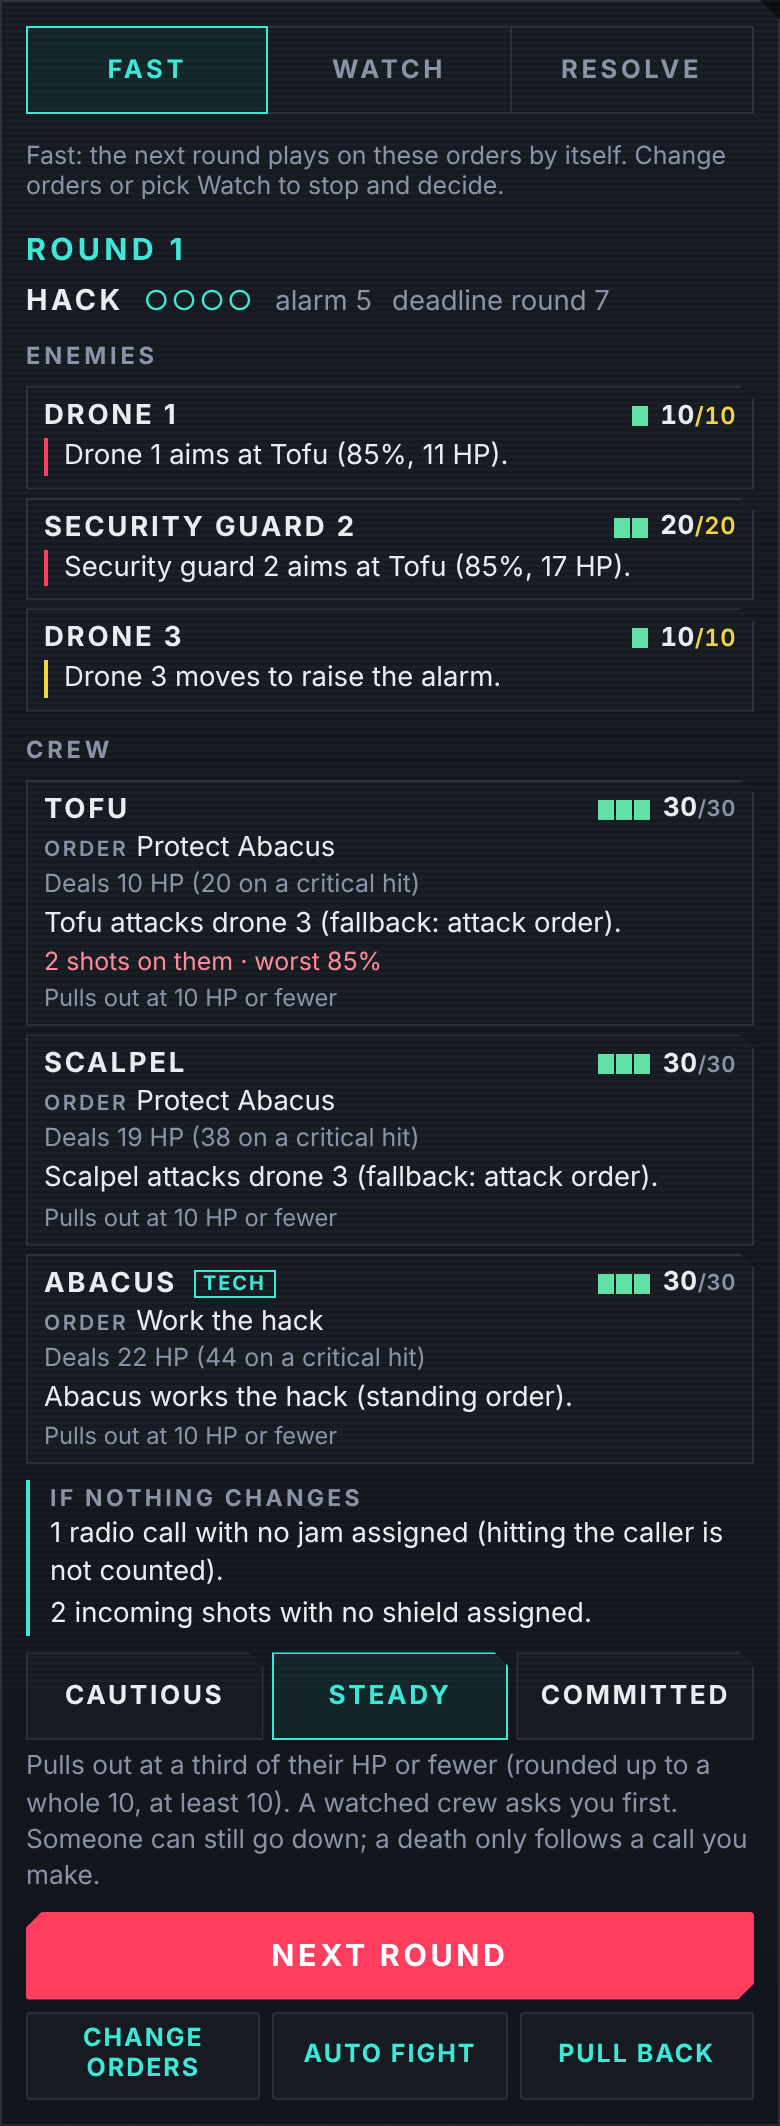 FAST WATCH RESOLVE
Fast: the next round plays on these orders by itself. Change
orders or pick Watch to stop and decide.
ROUND 1
HACK alarm 5 deadline round 7
ENEMIES
DRONE 1 10/10
Drone 1 aims at Tofu (85%, 11 HP).
SECURITY GUARD 2 20/20
Security guard 2 aims at Tofu (85%, 17 HP).
DRONE 3 10/10
Drone 3 moves to raise the alarm.
CREW
TOFU 30/30
ORDER Protect Abacus
Deals 10 HP (20 on a critical hit)
Tofu attacks drone 3 (fallback: attack order).
2 shots on them · worst 85%
Pulls out at 10 HP or fewer
SCALPEL 30/30
ORDER Protect Abacus
Deals 19 HP (38 on a critical hit)
Scalpel attacks drone 3 (fallback: attack order).
Pulls out at 10 HP or fewer
ABACUS TECH 30/30
ORDER Work the hack
Deals 22 HP (44 on a critical hit)
Abacus works the hack (standing order).
Pulls out at 10 HP or fewer
IF NOTHING CHANGES
1 radio call with no jam assigned (hitting the caller is
not counted).
2 incoming shots with no shield assigned.
CAUTIOUS STEADY COMMITTED
Pulls out at a third of their HP or fewer (rounded up to a
whole 10, at least 10). A watched crew asks you first.
Someone can still go down; a death only follows a call you
make.
NEXT ROUND
CHANGE
ORDERS
AUTO FIGHT
PULL BACK